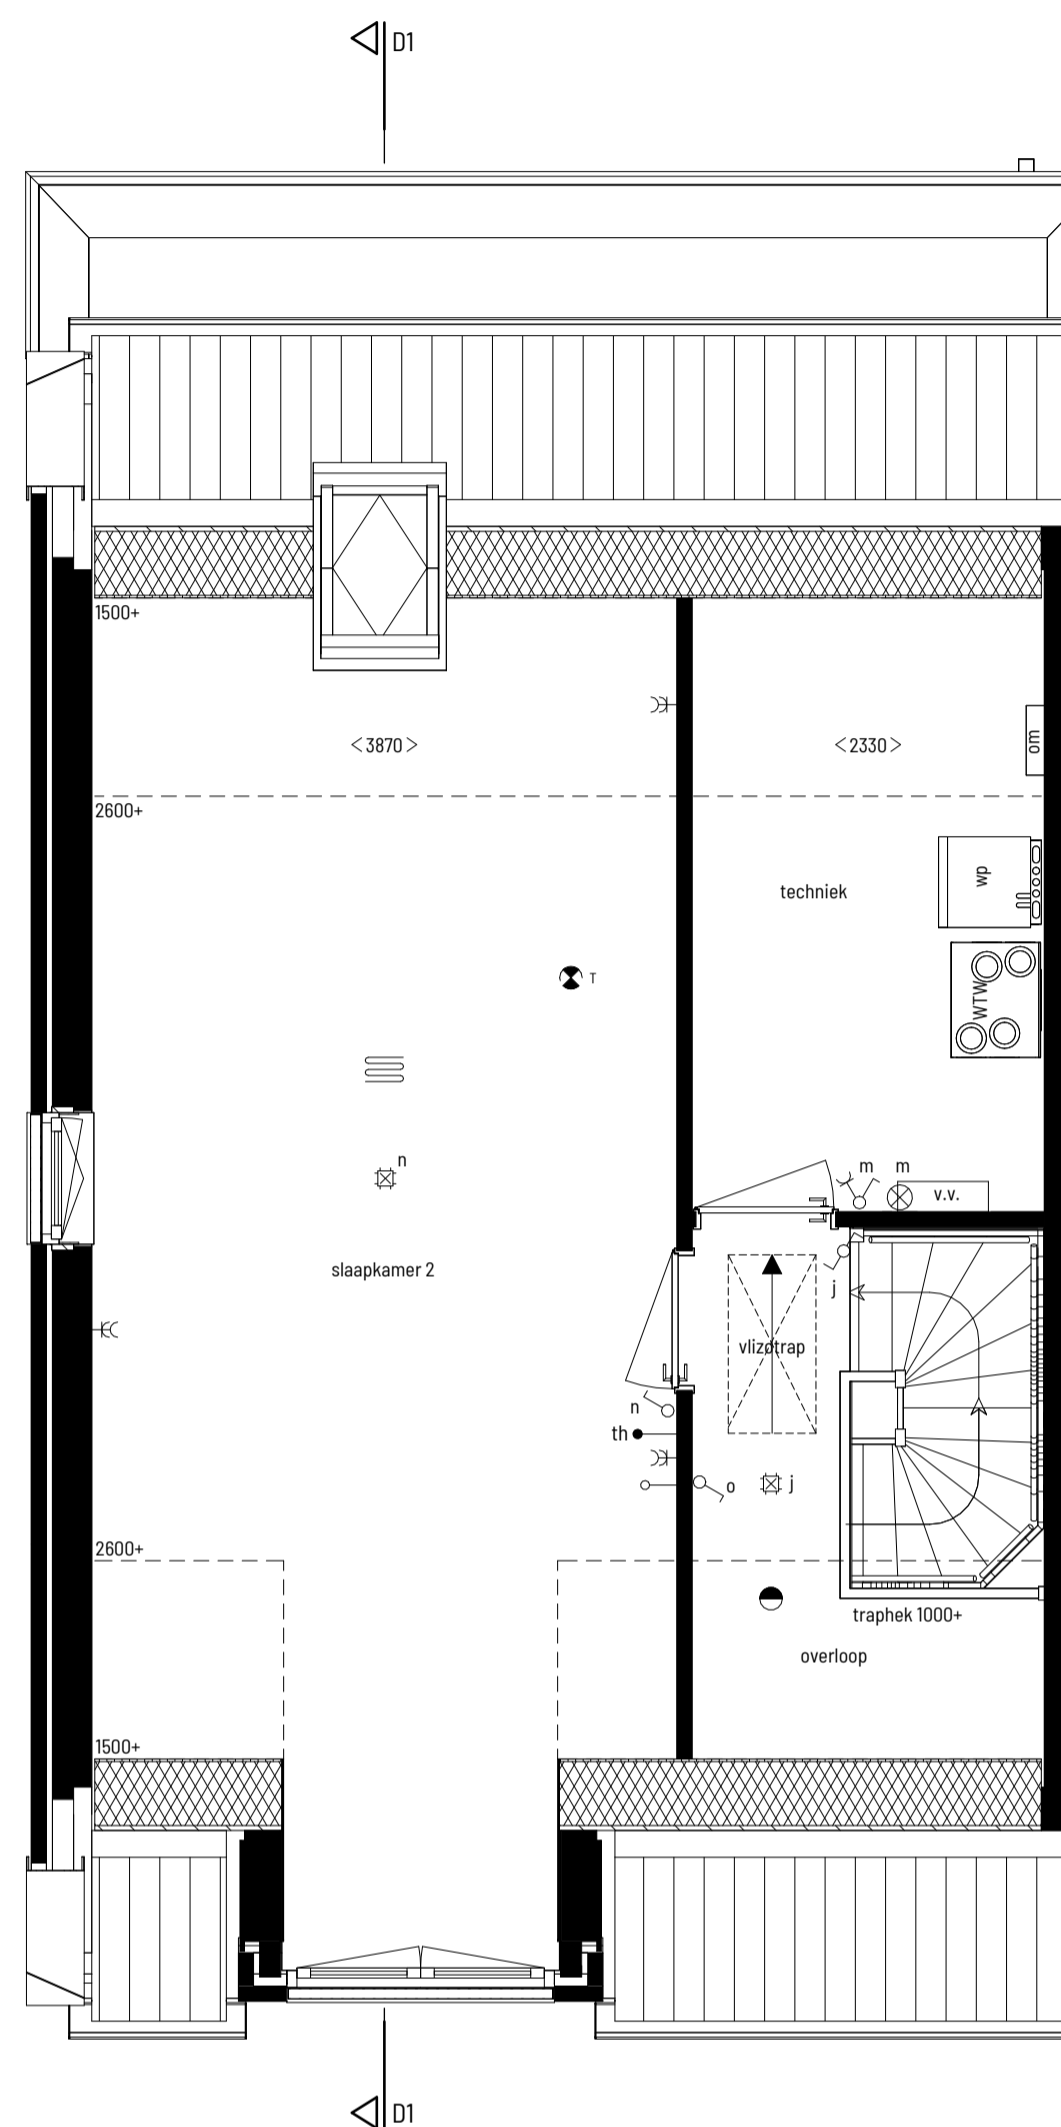 D1
1500+
<3870>
<2330>
om
2600+
wp
techniek
T
WTW
n
m
m
v.v.
slaapkamer 2
j
vlizotrap
n
th
o
j
2600+
traphek 1000+
overloop
1500+
D1